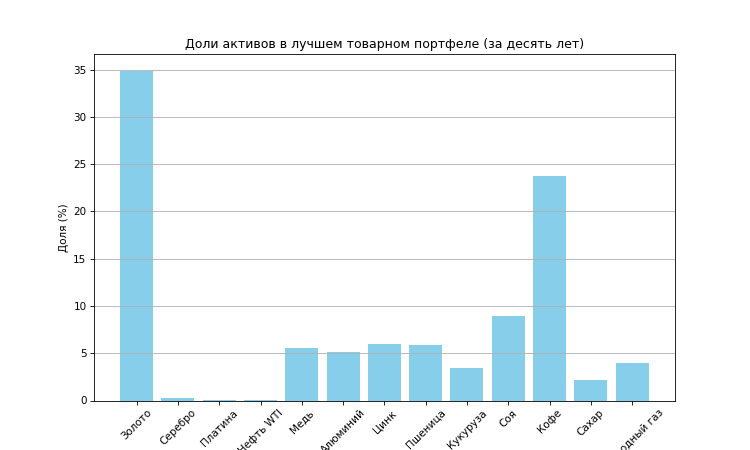 Доли активов в лучшем товарном портфеле (за десять лет)
Доля (%)
35
30
25
20
15
10
5
0
Золото
Серебро
Платина
Нефть WTI
Медь
Алюминий
Цинк
Пшеница
Кукуруза
Соя
Кофе
Сахар
газ